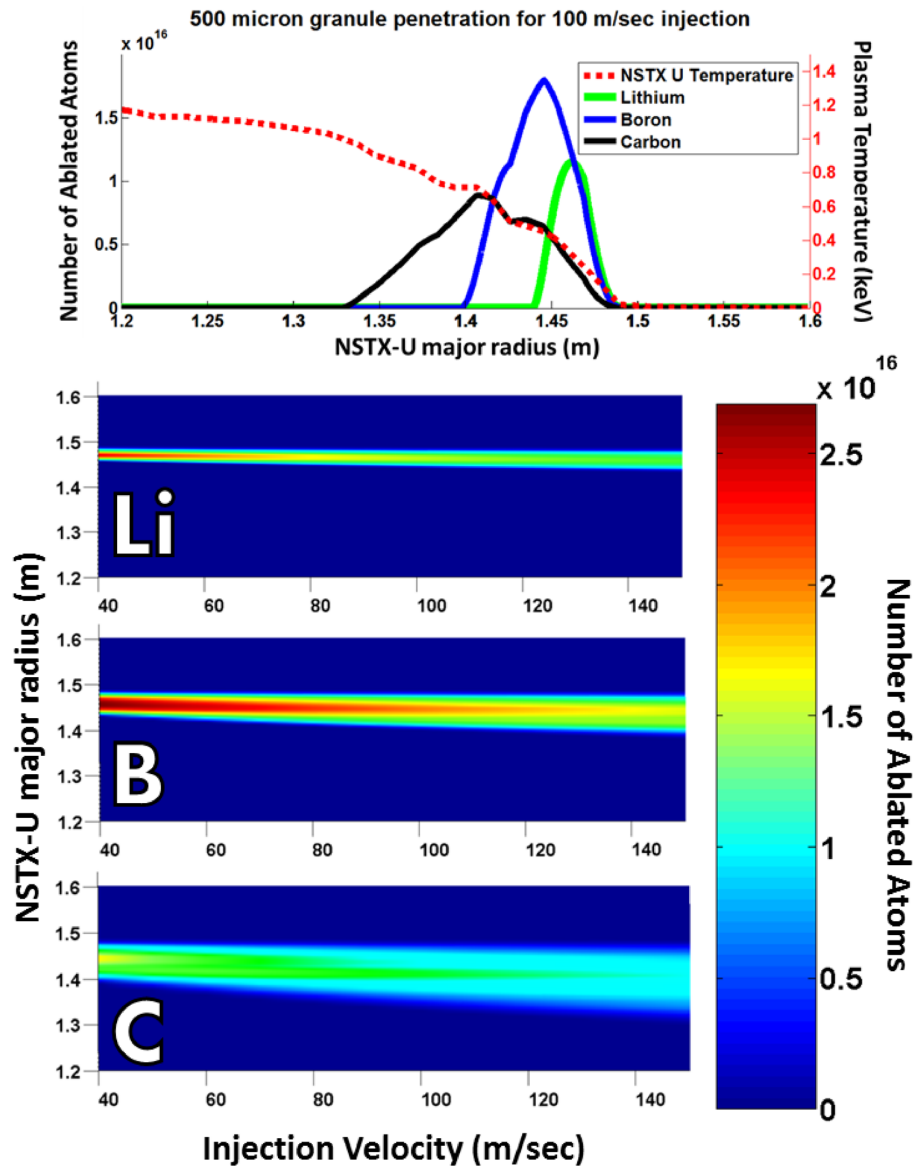 500 micron granule penetration for 100 m/sec injection
x 10^16
Number of Ablated Atoms
1.5
1
0.5
0
Plasma Temperature (keV)
1.4
1.2
1
0.8
0.6
0.4
0.2
0
NSTX U Temperature
Lithium
Boron
Carbon
1.2 1.25 1.3 1.35 1.4 1.45 1.5 1.55 1.6
NSTX-U major radius (m)
NSTX-U major radius (m)
1.6
1.5
1.4
1.3
1.2
Li
40 60 80 100 120 140
1.6
1.5
1.4
1.3
1.2
B
40 60 80 100 120 140
1.6
1.5
1.4
1.3
1.2
C
40 60 80 100 120 140
Injection Velocity (m/sec)
x 10^16
2.5
2
1.5
1
0.5
0
Number of Ablated Atoms